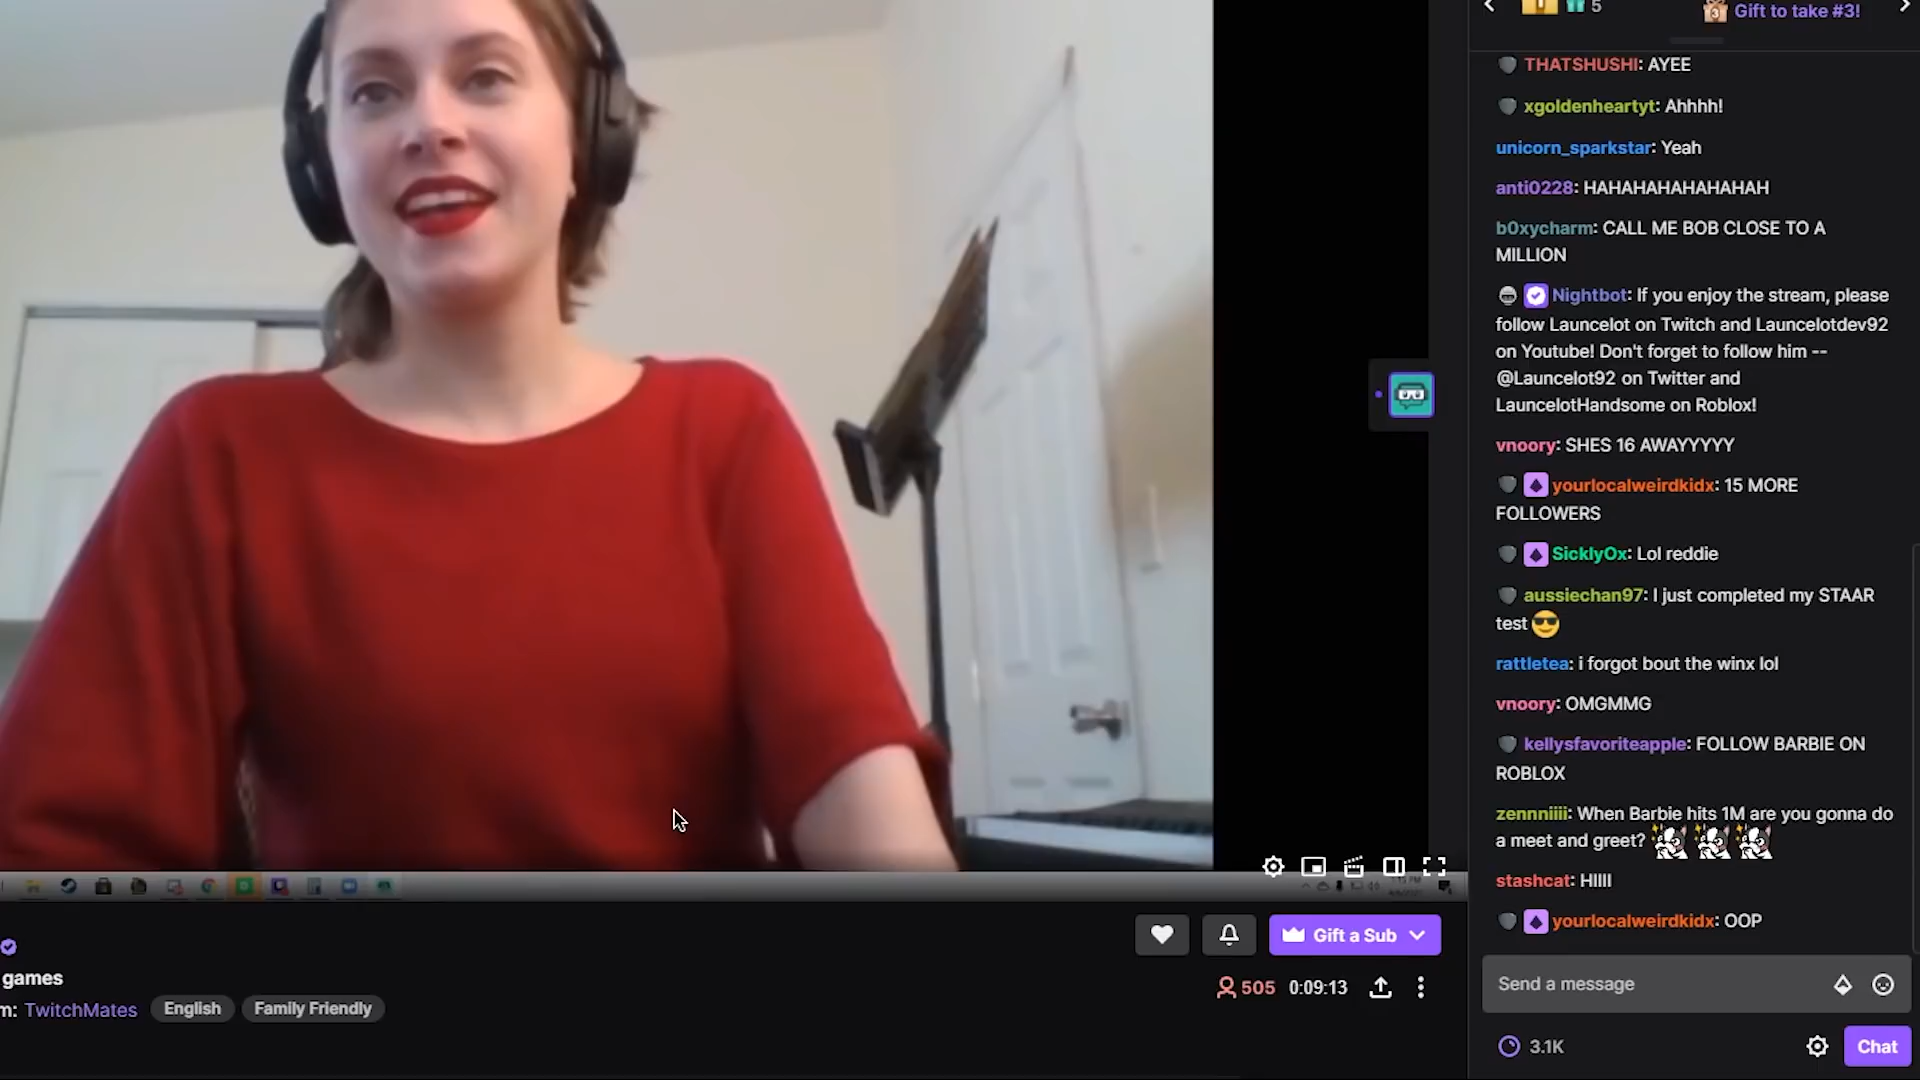 5
Gift to take #3!
THATSHUSHI: AYEE
xgoldenheartyt: Ahhhh!
unicorn_sparkstar: Yeah
anti0228: HAHAHAHAHAHAHAH
b0xycharm: CALL ME BOB CLOSE TO A
MILLION
Nightbot: If you enjoy the stream, please
follow Launcelot on Twitch and Launcelotdev92
on Youtube! Don't forget to follow him --
@Launcelot92 on Twitter and
LauncelotHandsome on Roblox!
vnoory: SHES 16 AWAYYYYY
yourlocalweirdkidx: 15 MORE
FOLLOWERS
SicklyOx: Lol reddie
aussiechan97: I just completed my STAAR
test
rattletea: i forgot bout the winx lol
vnoory: OMGMMG
kellysfavoriteapple: FOLLOW BARBIE ON
ROBLOX
zennniiii: When Barbie hits 1M are you gonna do
a meet and greet?
stashcat: HIIII
yourlocalweirdkidx: OOP
Send a message
3.1K
Chat
Gift a Sub
games
505 0:09:13
m: TwitchMates English Family Friendly